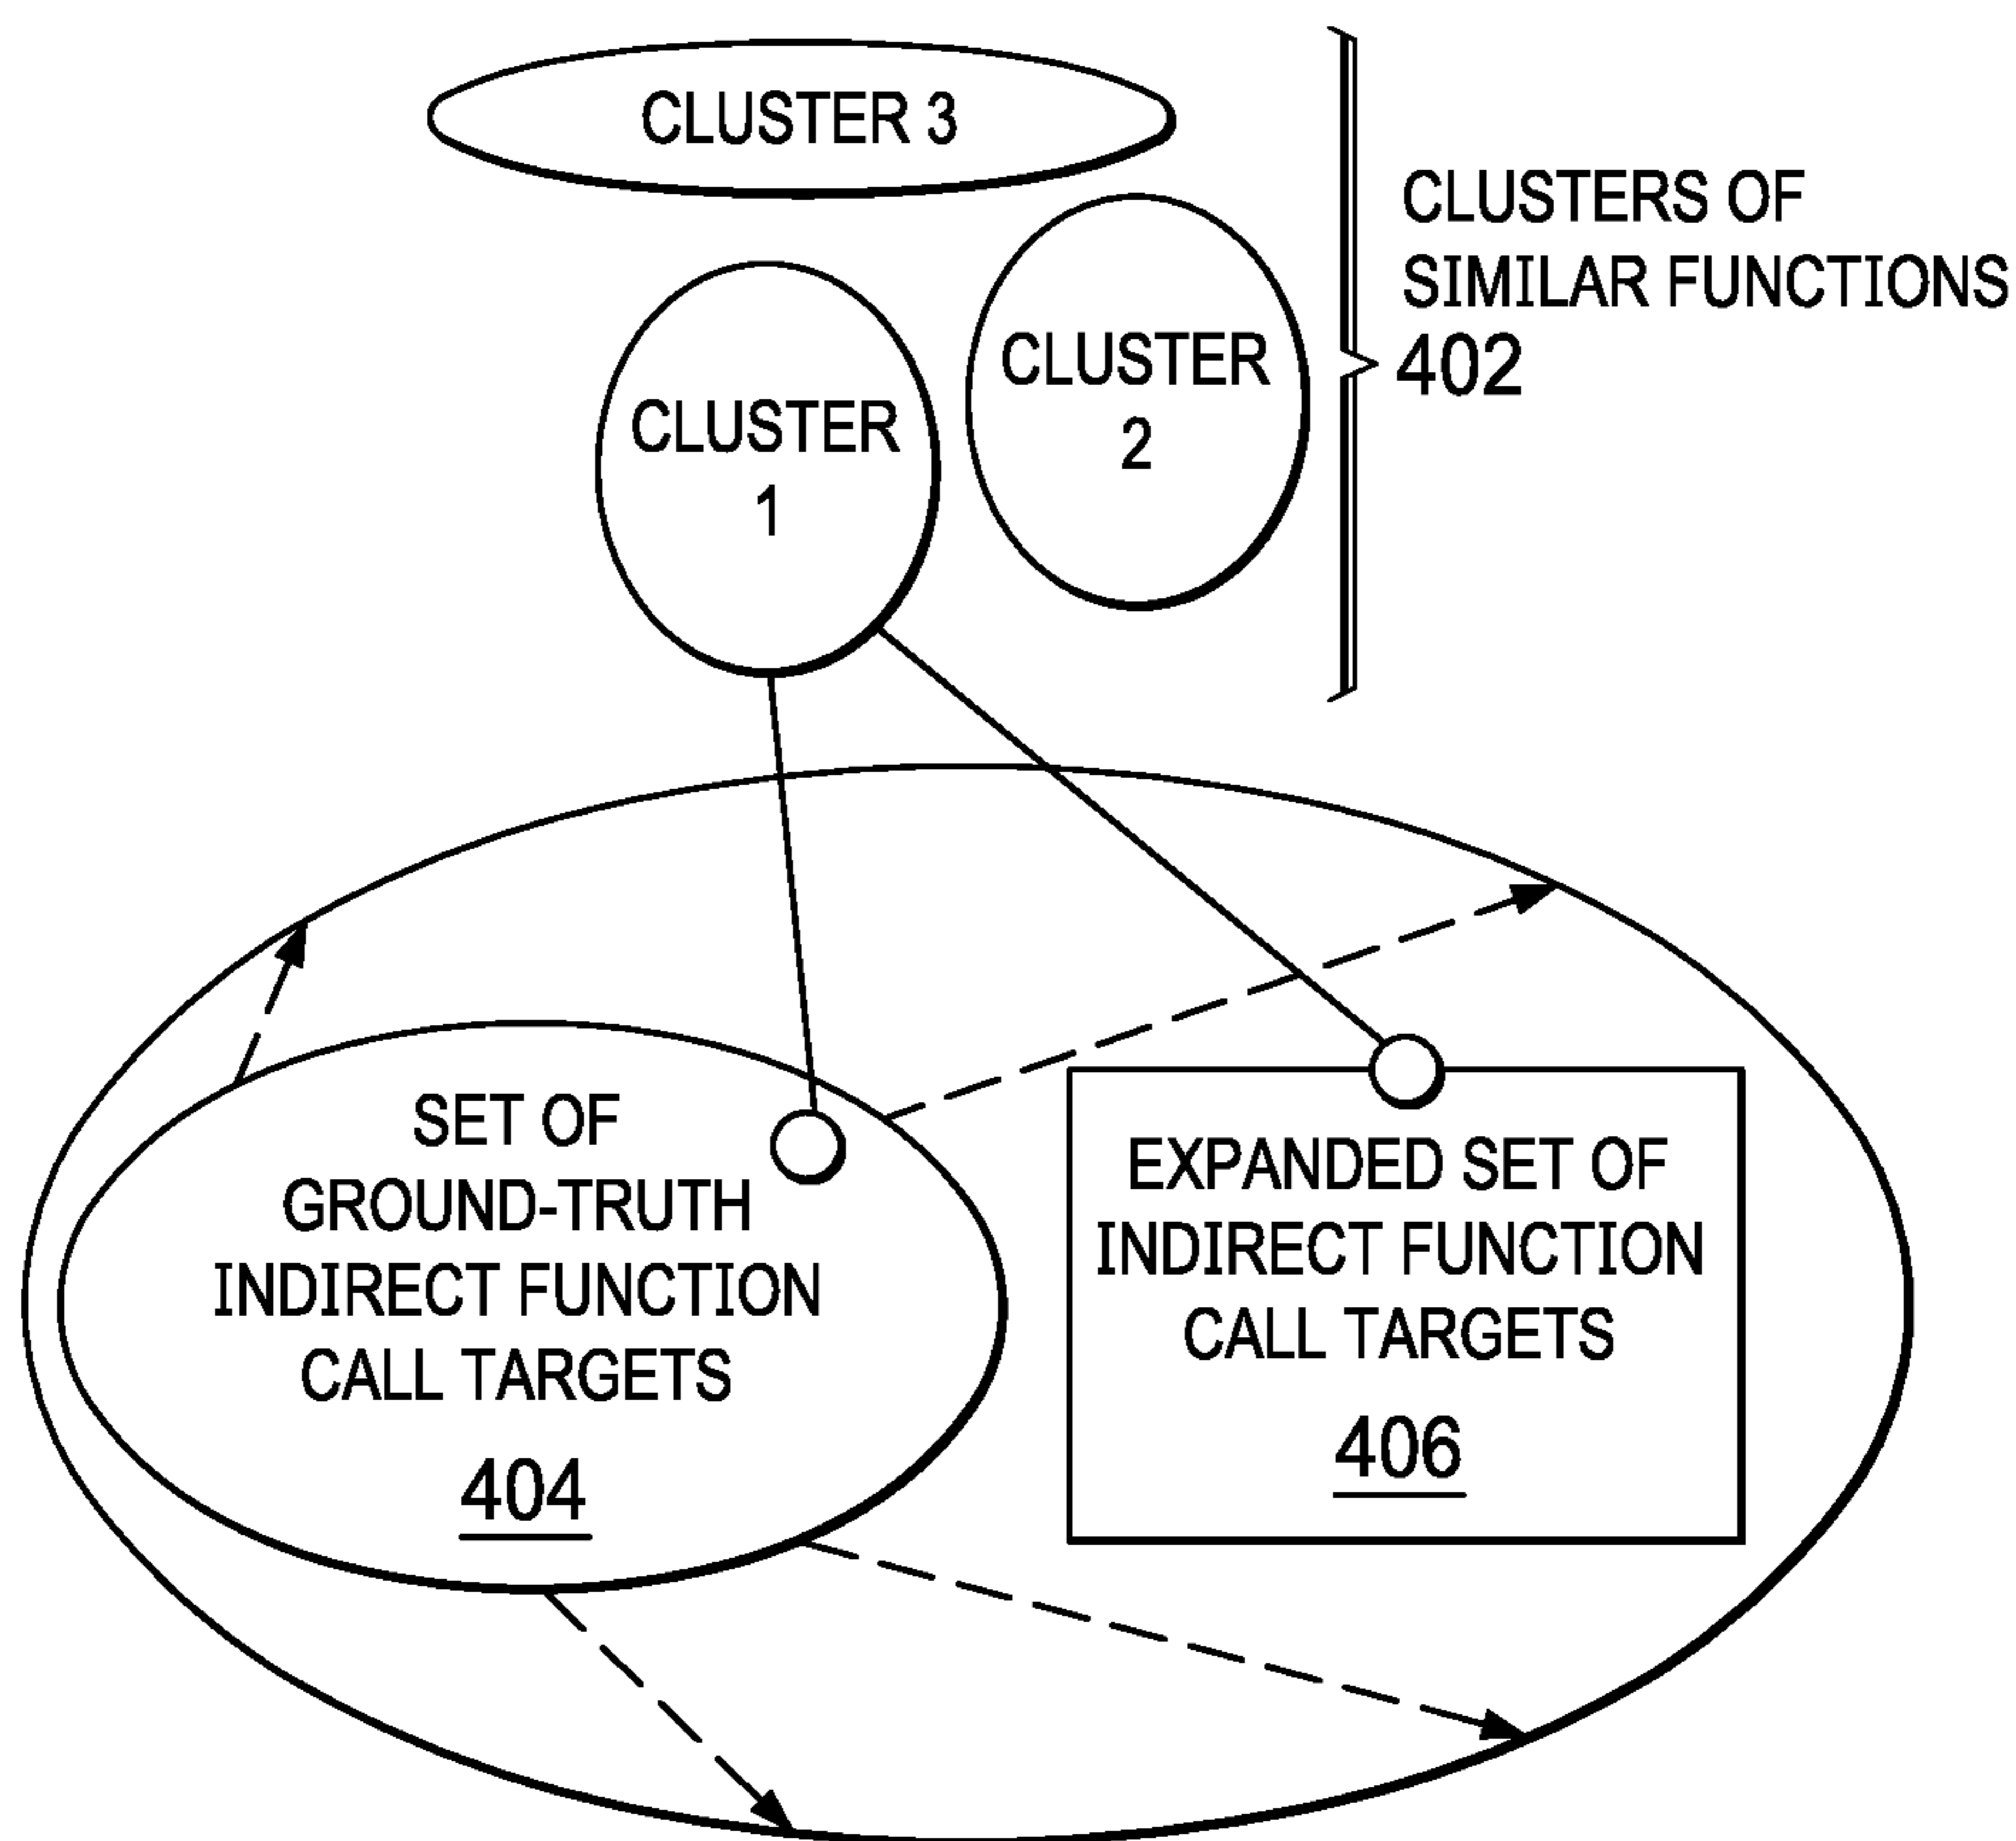 CLUSTER 3
CLUSTERS OF
SIMILAR FUNCTIONS
402
CLUSTER
1
CLUSTER
2
SET OF
GROUND-TRUTH
INDIRECT FUNCTION
CALL TARGETS
404
EXPANDED SET OF
INDIRECT FUNCTION
CALL TARGETS
406